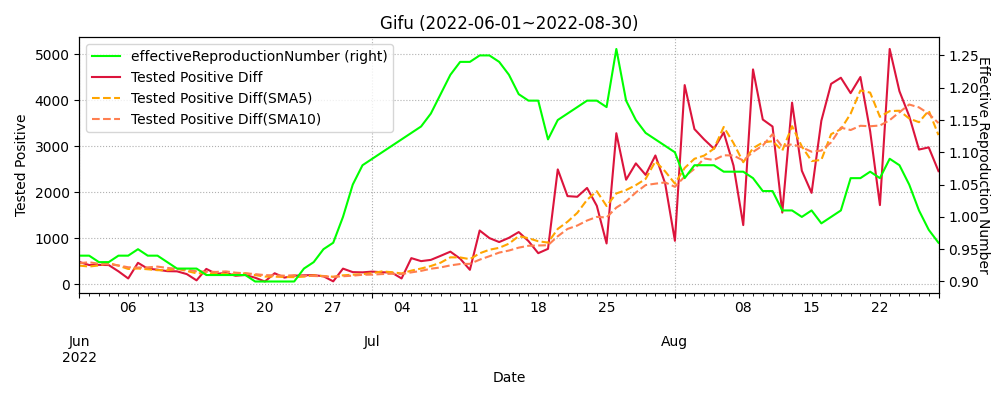 Gifu (2022-06-01~2022-08-30)
effectiveReproductionNumber (right)
Tested Positive Diff
Tested Positive Diff(SMA5)
Tested Positive Diff(SMA10)
Tested Positive
5000
4000
3000
2000
1000
0
Effective Reproduction Number
1.25
1.20
1.15
1.10
1.05
1.00
0.95
0.90
06 13 20 27 04 11 18 25 08 15 22
Jun Jul Aug
2022
Date